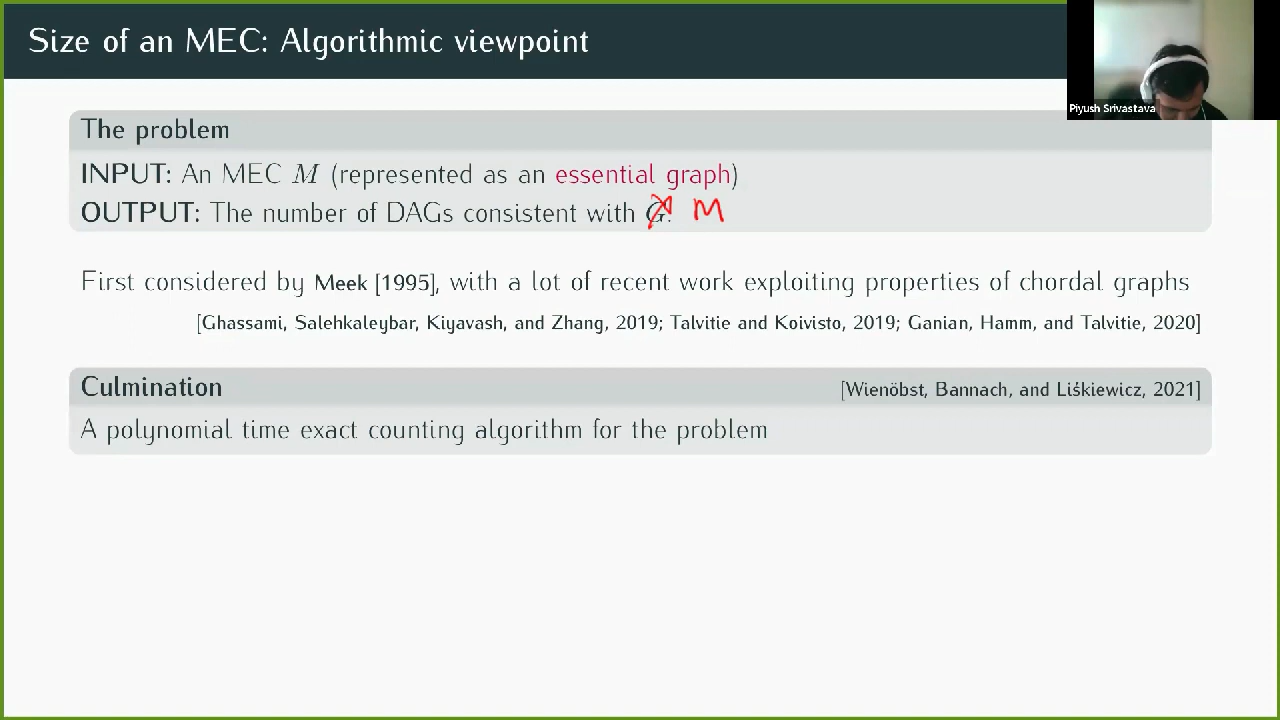 Size of an MEC: Algorithmic viewpoint
Piyush Srivastava
The problem
INPUT: An MEC M (represented as an essential graph)
OUTPUT: The number of DAGs consistent with G. M
First considered by Meek [1995], with a lot of recent work exploiting properties of chordal graphs
[Ghassami, Salehkaleybar, Kiyavash, and Zhang, 2019; Talvitie and Koivisto, 2019; Ganian, Hamm, and Talvitie, 2020]
Culmination [Wienöbst, Bannach, and Liśkiewicz, 2021]
A polynomial time exact counting algorithm for the problem